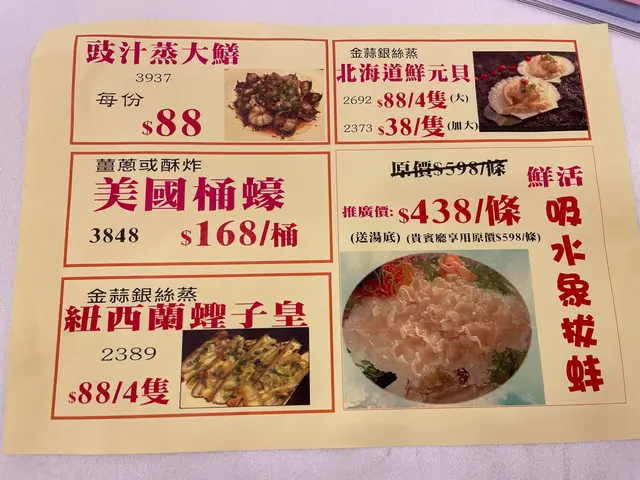 豉汁蒸大鱔
3937
每份
$88
金蒜銀絲蒸
北海道鮮元貝
2692 $88/4隻(大)
2373 $38/隻(加大)
薑蔥或酥炸
美國桶蠔
3848 $168/桶
金蒜銀絲蒸
紐西蘭蟶子皇
2389
$88/4隻
原價$598/條
鮮活
吸水象拔蚌
推廣價: $438/條
(送湯底) (貴賓廳享用原價$598/條)